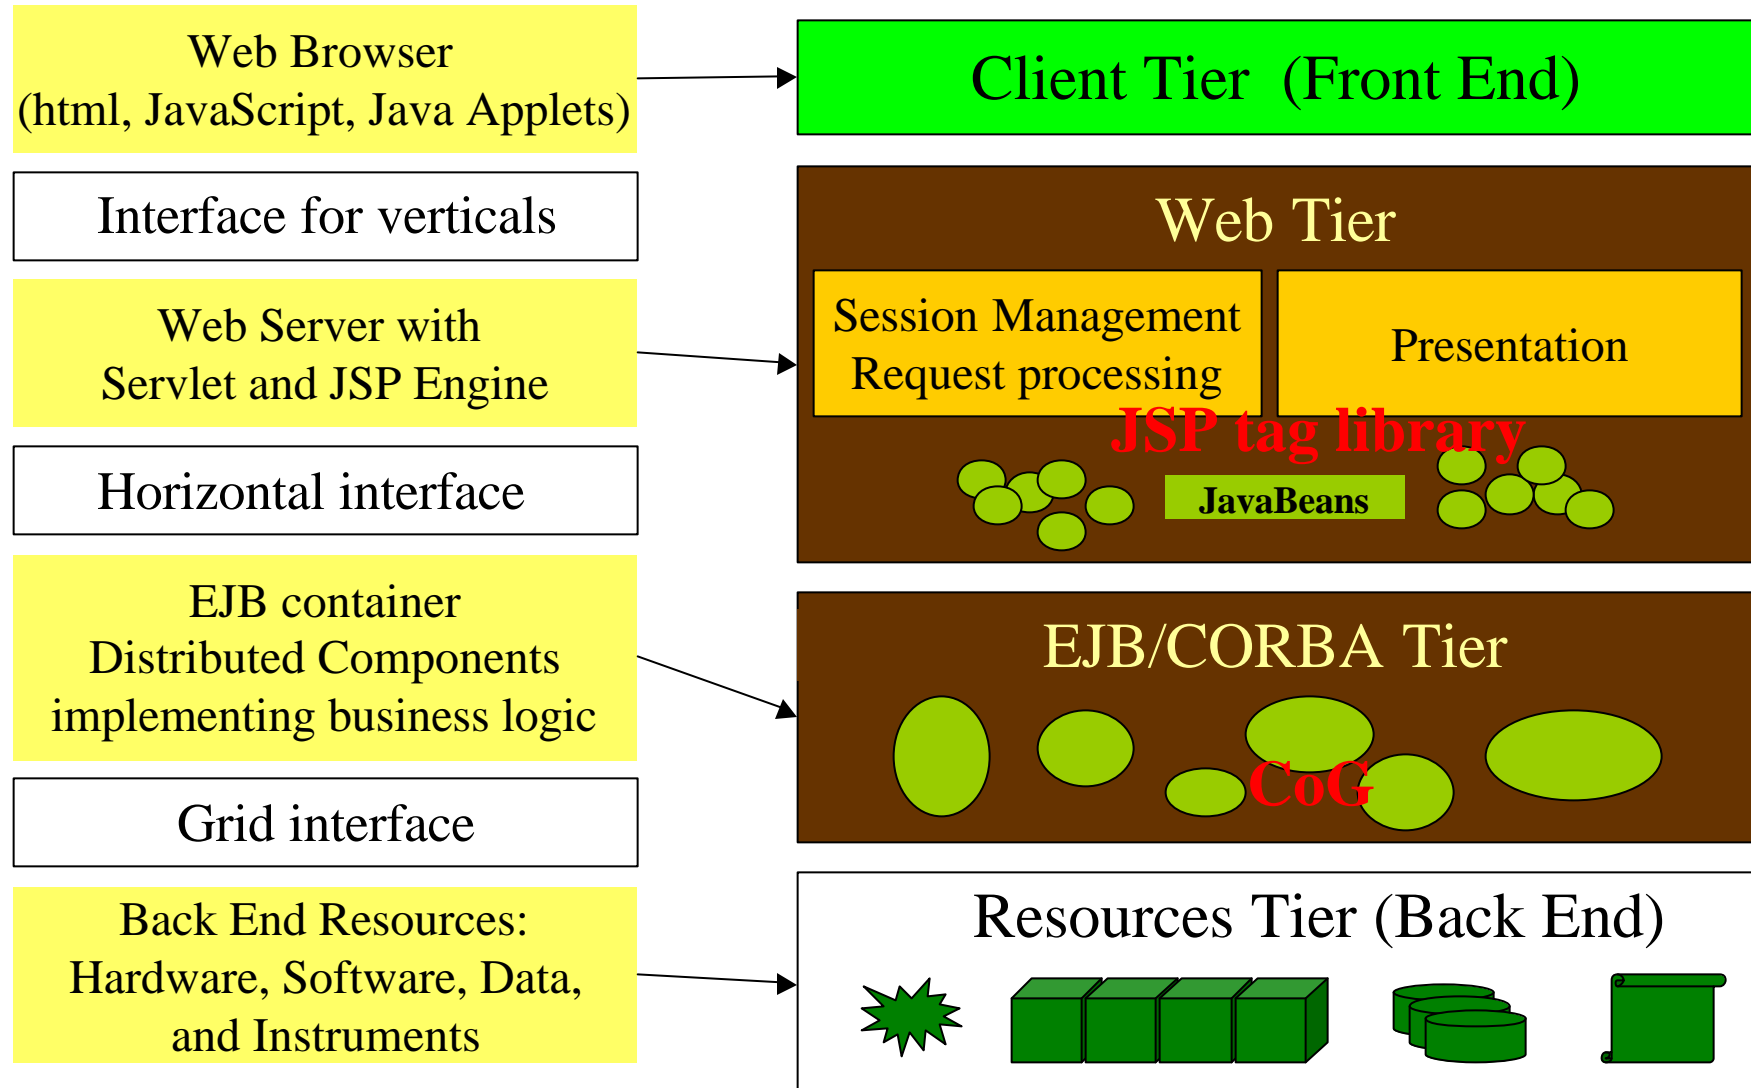 Web Browser
(html, JavaScript, Java Applets)
Client Tier  (Front End)
Interface for verticals
Web Tier
Web Server with
Servlet and JSP Engine
Session Management
Request processing
Presentation
JSP tag library
JavaBeans
Horizontal interface
EJB container
Distributed Components
implementing business logic
EJB/CORBA Tier
CoG
Grid interface
Back End Resources:
Hardware, Software, Data,
and Instruments
Resources Tier (Back End)